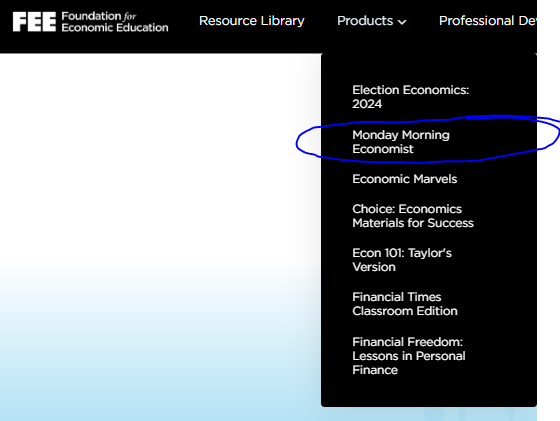 FEE Foundation for
Economic Education
Resource Library
Products
Professional De
Election Economics:
2024
Monday Morning
Economist
Economic Marvels
Choice: Economics
Materials for Success
Econ 101: Taylor's
Version
Financial Times
Classroom Edition
Financial Freedom:
Lessons in Personal
Finance